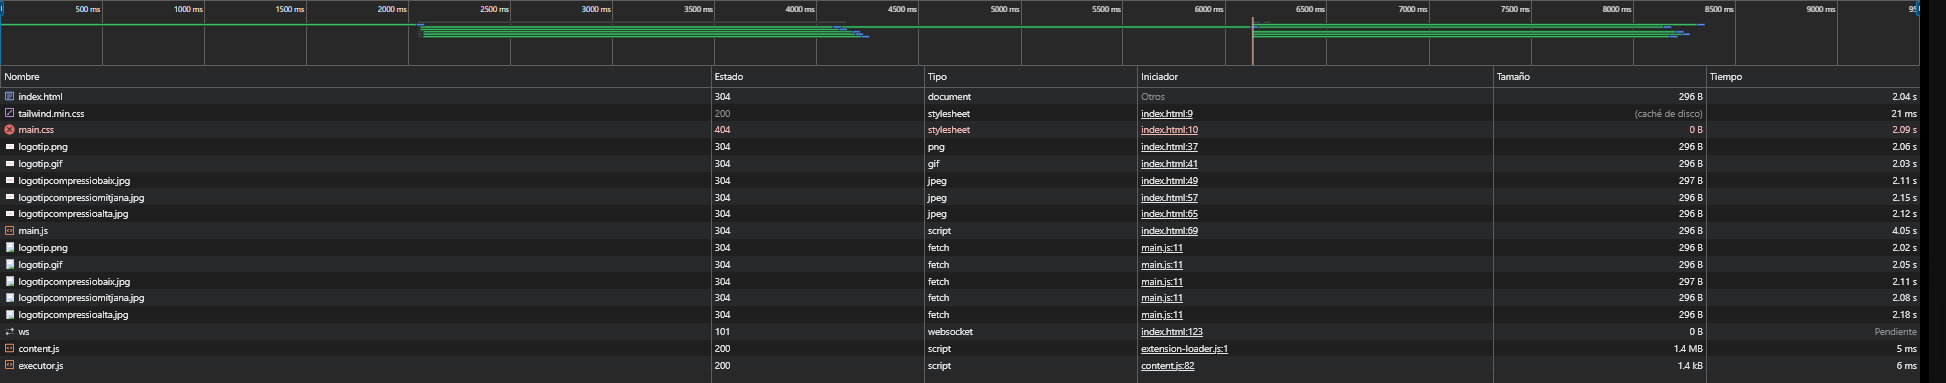 500 ms 1000 ms 1500 ms 2000 ms 2500 ms 3000 ms 3500 ms 4000 ms 4500 ms 5000 ms 5500 ms 6000 ms 6500 ms 7000 ms 7500 ms 8000 ms 8500 ms 9000 ms
Nombre Estado Tipo Iniciador Tamaño Tiempo
index.html 304 document Otros 296 B 2.04 s
tailwind.min.css 200 stylesheet index.html:9 (caché de disco) 21 ms
main.css 404 stylesheet index.html:10 0 B 2.09 s
logotip.png 304 png index.html:37 296 B 2.06 s
logotip.gif 304 gif index.html:41 296 B 2.03 s
logotipcompressiobaix.jpg 304 jpeg index.html:49 297 B 2.11 s
logotipcompressiomitjana.jpg 304 jpeg index.html:57 296 B 2.15 s
logotipcompressioalta.jpg 304 jpeg index.html:65 296 B 2.12 s
main.js 304 script index.html:69 296 B 4.05 s
logotip.png 304 fetch main.js:11 296 B 2.02 s
logotip.gif 304 fetch main.js:11 296 B 2.05 s
logotipcompressiobaix.jpg 304 fetch main.js:11 297 B 2.11 s
logotipcompressiomitjana.jpg 304 fetch main.js:11 296 B 2.08 s
logotipcompressioalta.jpg 304 fetch main.js:11 296 B 2.18 s
ws 101 websocket index.html:123 0 B Pendiente
content.js 200 script extension-loader.js:1 1.4 MB 5 ms
executor.js 200 script content.js:82 1.4 kB 6 ms